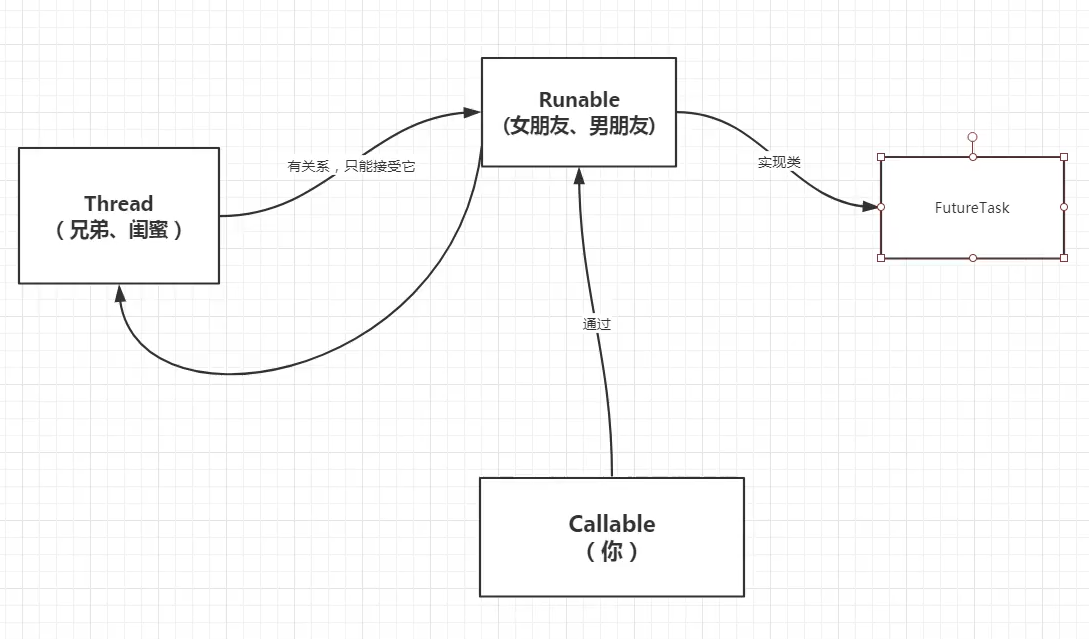 Runable
(女朋友、男朋友)
有关系，只能接受它
实现类
Thread
（兄弟、闺蜜）
FutureTask
通过
Callable
（你）